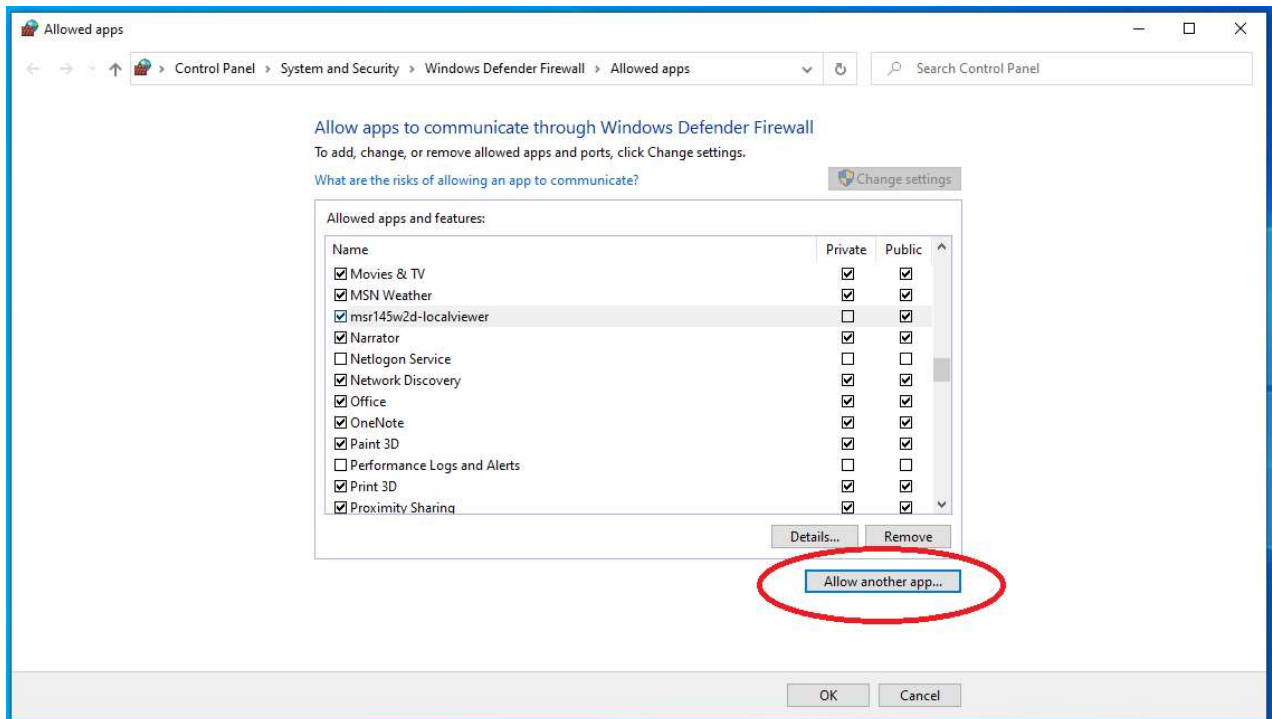 Allowed apps
Control Panel > System and Security > Windows Defender Firewall > Allowed apps
Search Control Panel
Allow apps to communicate through Windows Defender Firewall
To add, change, or remove allowed apps and ports, click Change settings.
What are the risks of allowing an app to communicate?
Change settings
Allowed apps and features:
Name Private Public
Movies & TV
MSN Weather
msr145w2d-localviewer
Narrator
Netlogon Service
Network Discovery
Office
OneNote
Paint 3D
Performance Logs and Alerts
Print 3D
Proximity Sharing
Details... Remove
Allow another app...
OK Cancel